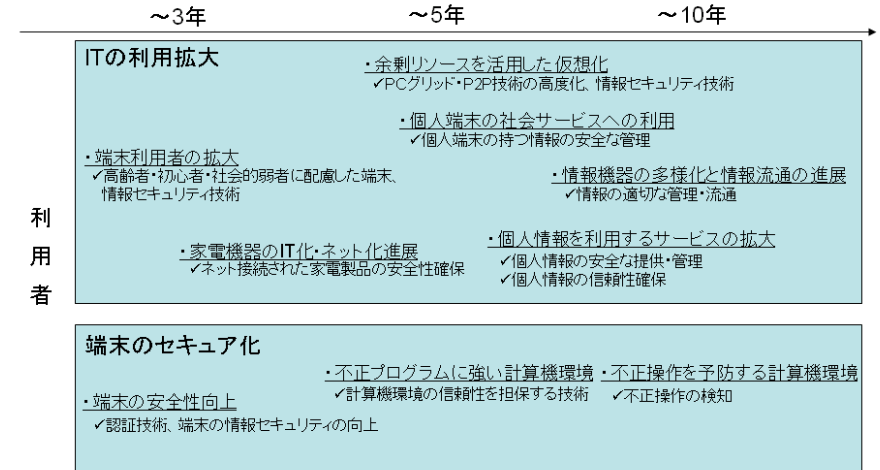 ～3年
～5年
～10年
利用者
ITの利用拡大
・余剰リソースを活用した仮想化
✓PCグリッド・P2P技術の高度化、情報セキュリティ技術
・個人端末の社会サービスへの利用
✓個人端末の持つ情報の安全な管理
・端末利用者の拡大
✓高齢者・初心者・社会的弱者に配慮した端末、
情報セキュリティ技術
・情報機器の多様化と情報流通の進展
✓情報の適切な管理・流通
・家電機器のIT化・ネット化進展
✓ネット接続された家電製品の安全性確保
・個人情報を利用するサービスの拡大
✓個人情報の安全な提供・管理
✓個人情報の信頼性確保
端末のセキュア化
・不正プログラムに強い計算機環境
✓計算機環境の信頼性を担保する技術
・不正操作を予防する計算機環境
✓不正操作の検知
・端末の安全性向上
✓認証技術、端末の情報セキュリティの向上